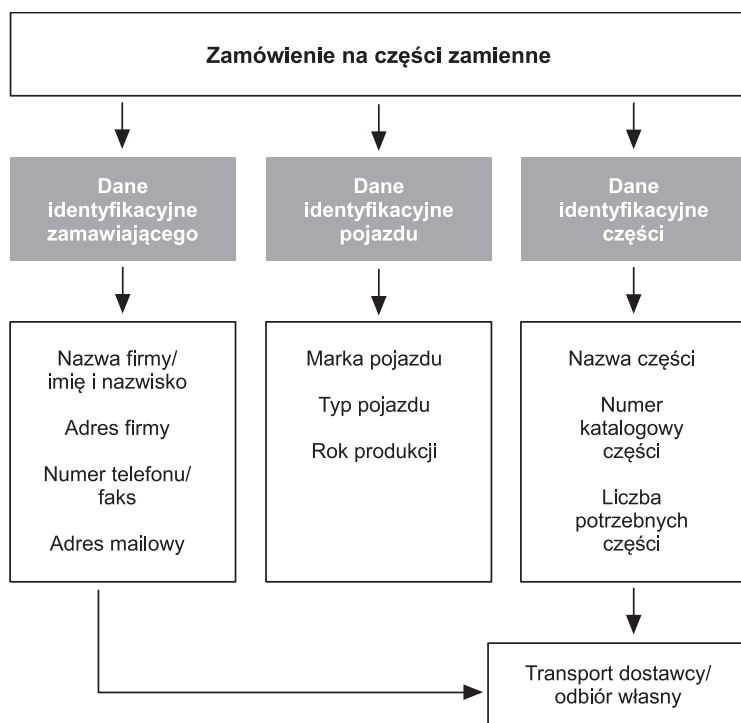 Zamówienie na części zamienne
Dane
identyfikacyjne
zamawiającego
Dane
identyfikacyjne
pojazdu
Dane
identyfikacyjne
części
Nazwa firmy/
imię i nazwisko
Adres firmy
Numer telefonu/
faks
Adres mailowy
Marka pojazdu
Typ pojazdu
Rok produkcji
Nazwa części
Numer
katalogowy
części
Liczba
potrzebnych
części
Transport dostawcy/
odbiór własny